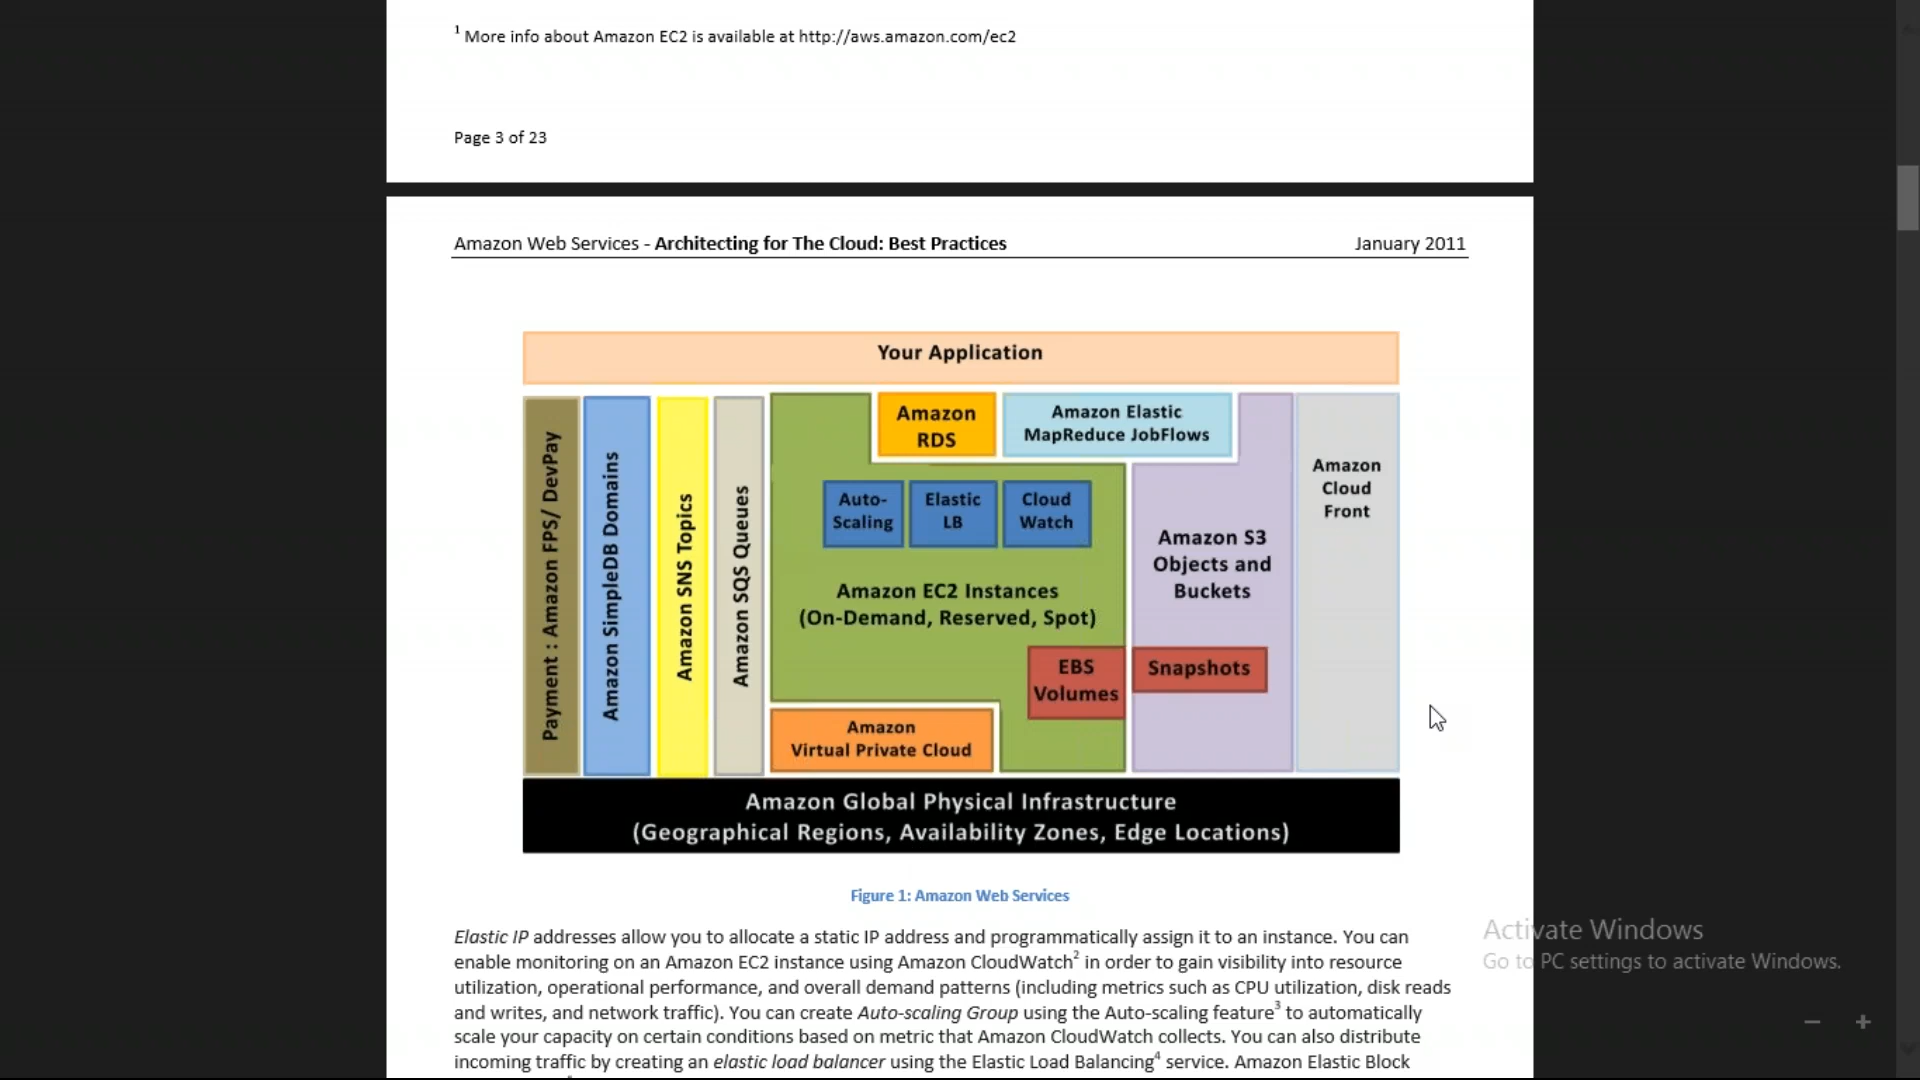 1 More info about Amazon EC2 is available at http://aws.amazon.com/ec2
Page 3 of 23
Amazon Web Services - Architecting for The Cloud: Best Practices January 2011
Your Application
Payment : Amazon FPS/ DevPay
Amazon SimpleDB Domains
Amazon SNS Topics
Amazon SQS Queues
Amazon
RDS
Amazon Elastic
MapReduce JobFlows
Auto-
Scaling
Elastic
LB
Cloud
Watch
Amazon EC2 Instances
(On-Demand, Reserved, Spot)
EBS
Volumes
Amazon
Virtual Private Cloud
Amazon S3
Objects and
Buckets
Snapshots
Amazon
Cloud
Front
Amazon Global Physical Infrastructure
(Geographical Regions, Availability Zones, Edge Locations)
Figure 1: Amazon Web Services
Elastic IP addresses allow you to allocate a static IP address and programmatically assign it to an instance. You can
enable monitoring on an Amazon EC2 instance using Amazon CloudWatch2 in order to gain visibility into resource
utilization, operational performance, and overall demand patterns (including metrics such as CPU utilization, disk reads
and writes, and network traffic). You can create Auto-scaling Group using the Auto-scaling feature3 to automatically
scale your capacity on certain conditions based on metric that Amazon CloudWatch collects. You can also distribute
incoming traffic by creating an elastic load balancer using the Elastic Load Balancing4 service. Amazon Elastic Block
Activate Windows
Go to PC settings to activate Windows.